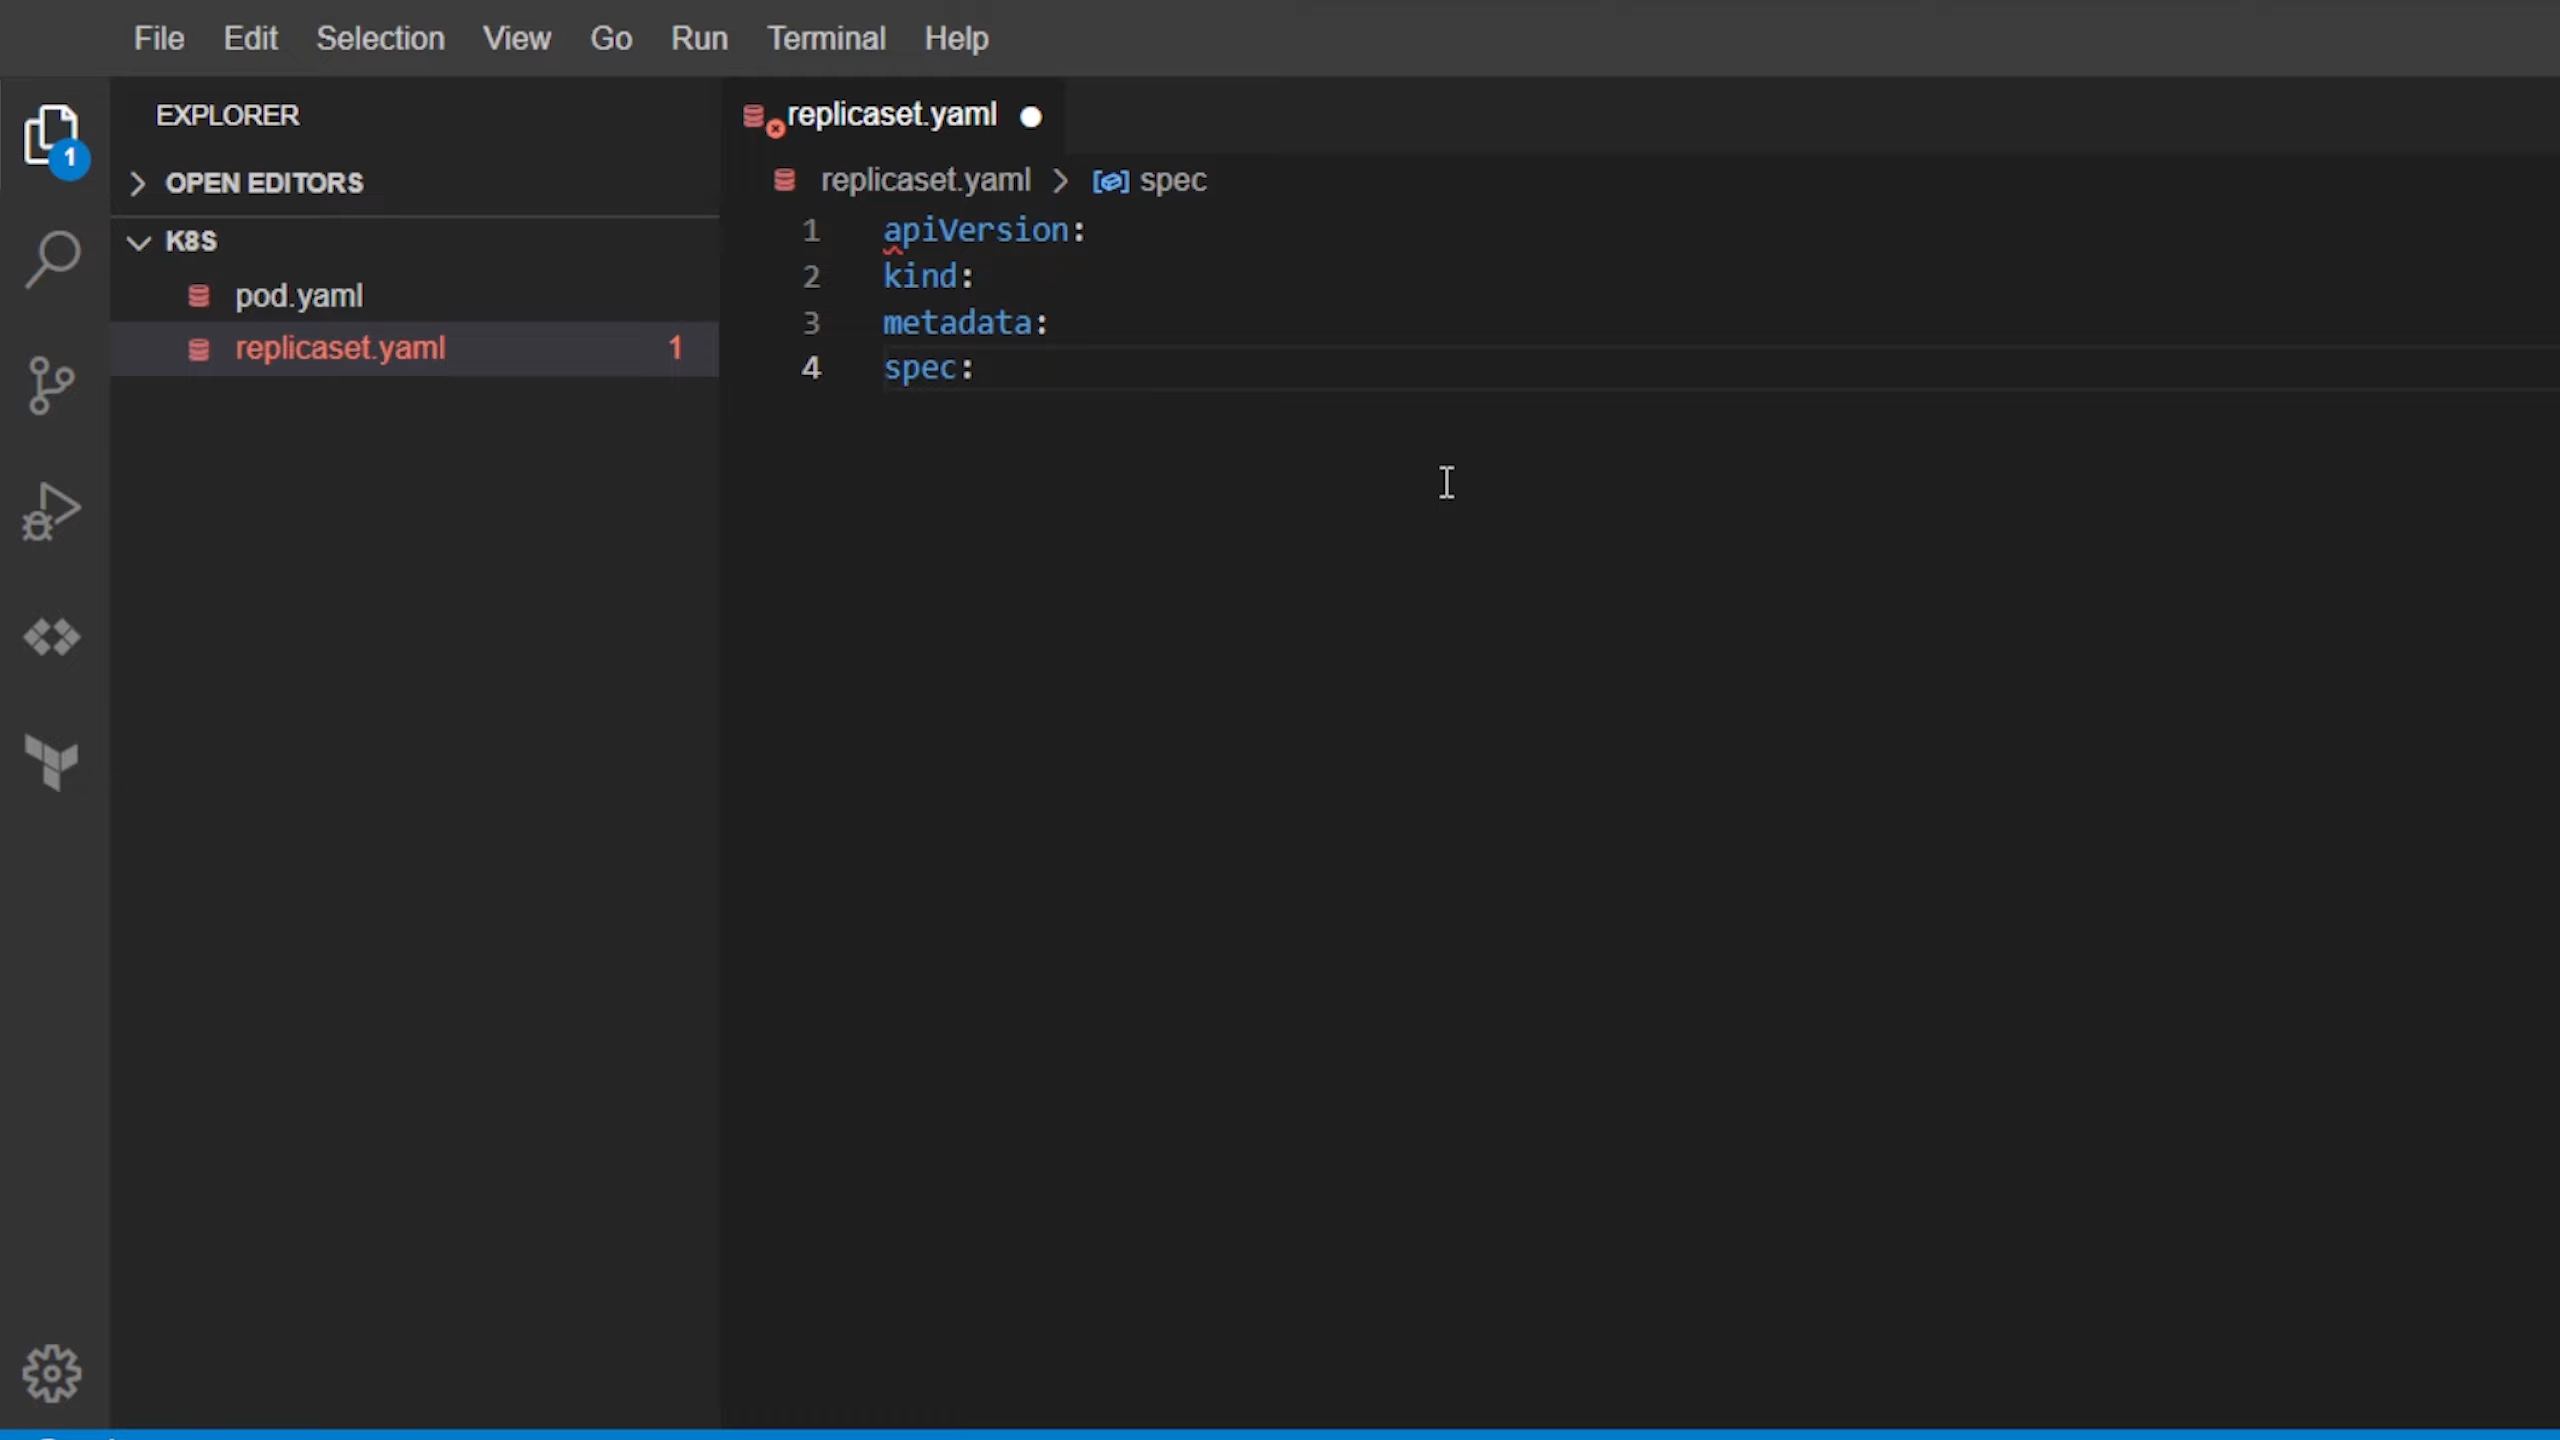 File Edit Selection View Go Run Terminal Help
EXPLORER
1
OPEN EDITORS
K8S
pod.yaml
replicaset.yaml 1
replicaset.yaml
replicaset.yaml > spec
1 apiVersion:
2 kind:
3 metadata:
4 spec: